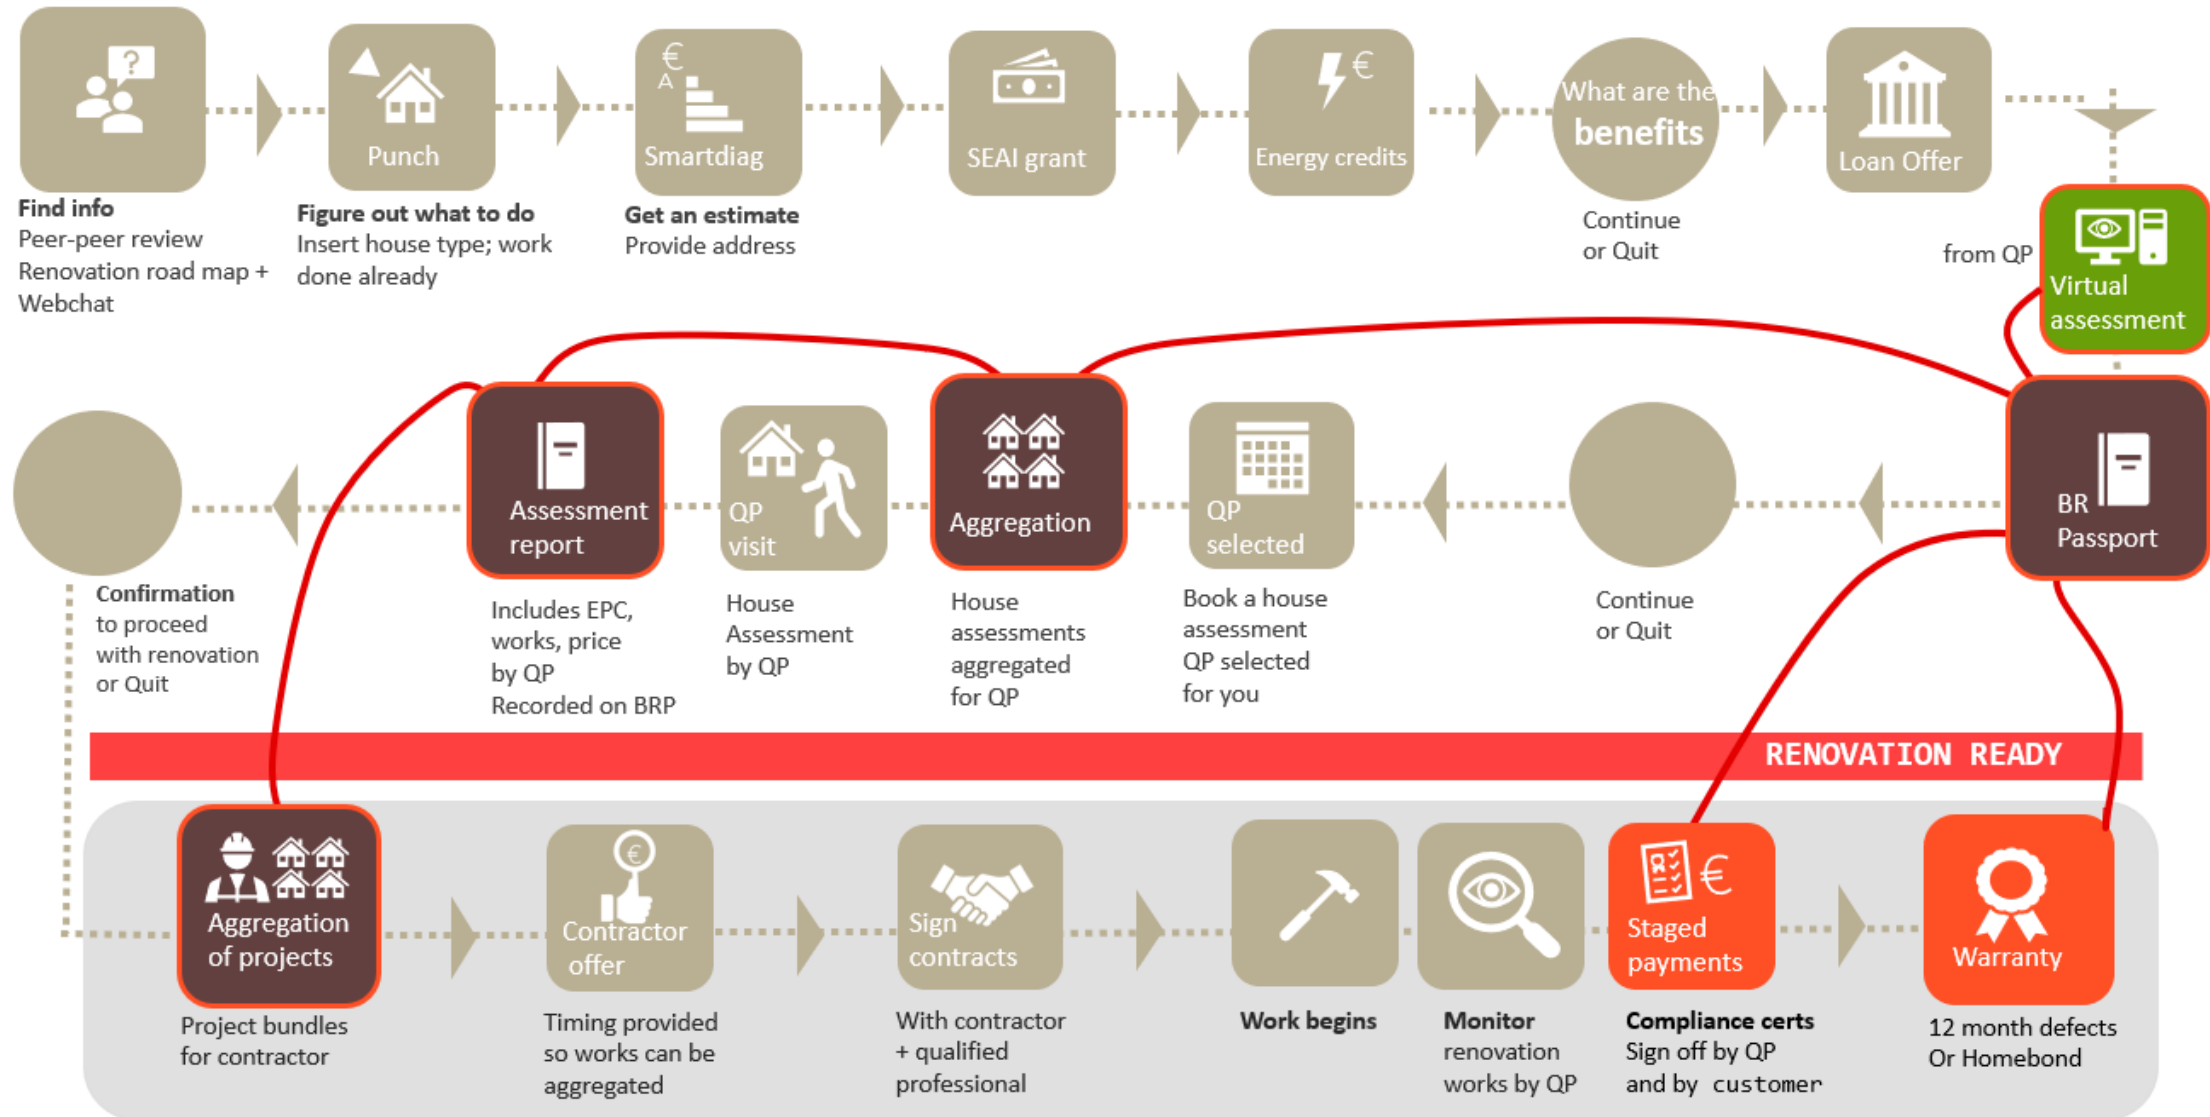 ?
Punch
€
A
Smartdiag
SEAI grant
€
Energy credits
What are the
benefits
Loan Offer
Find info
Peer-peer review
Renovation road map +
Webchat
Figure out what to do
Insert house type; work
done already
Get an estimate
Provide address
Continue
or Quit
from QP
Virtual
assessment
BR
Passport
Continue
or Quit
QP
selected
Book a house
assessment
QP selected
for you
Aggregation
House
assessments
aggregated
for QP
QP
visit
House
Assessment
by QP
Assessment
report
Includes EPC,
works, price
by QP
Recorded on BRP
Confirmation
to proceed
with renovation
or Quit
RENOVATION READY
Aggregation
of projects
Project bundles
for contractor
€
Contractor
offer
Timing provided
so works can be
aggregated
Sign
contracts
With contractor
+ qualified
professional
Work begins
Monitor
renovation
works by QP
€
Staged
payments
Compliance certs
Sign off by QP
and by customer
Warranty
12 month defects
Or Homebond